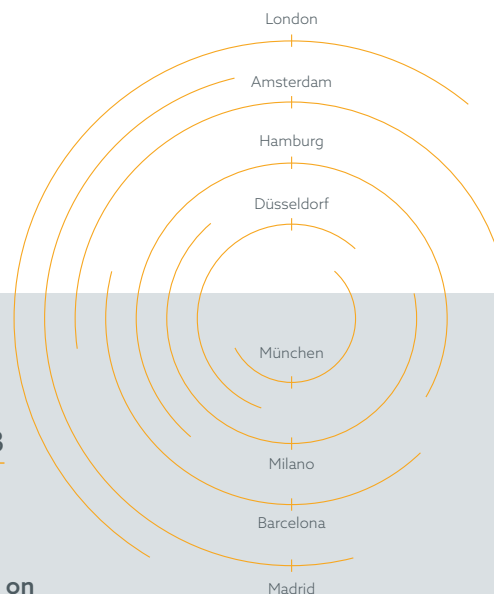 London
Amsterdam
Hamburg
Düsseldorf
München
Milano
Barcelona
on
Madrid